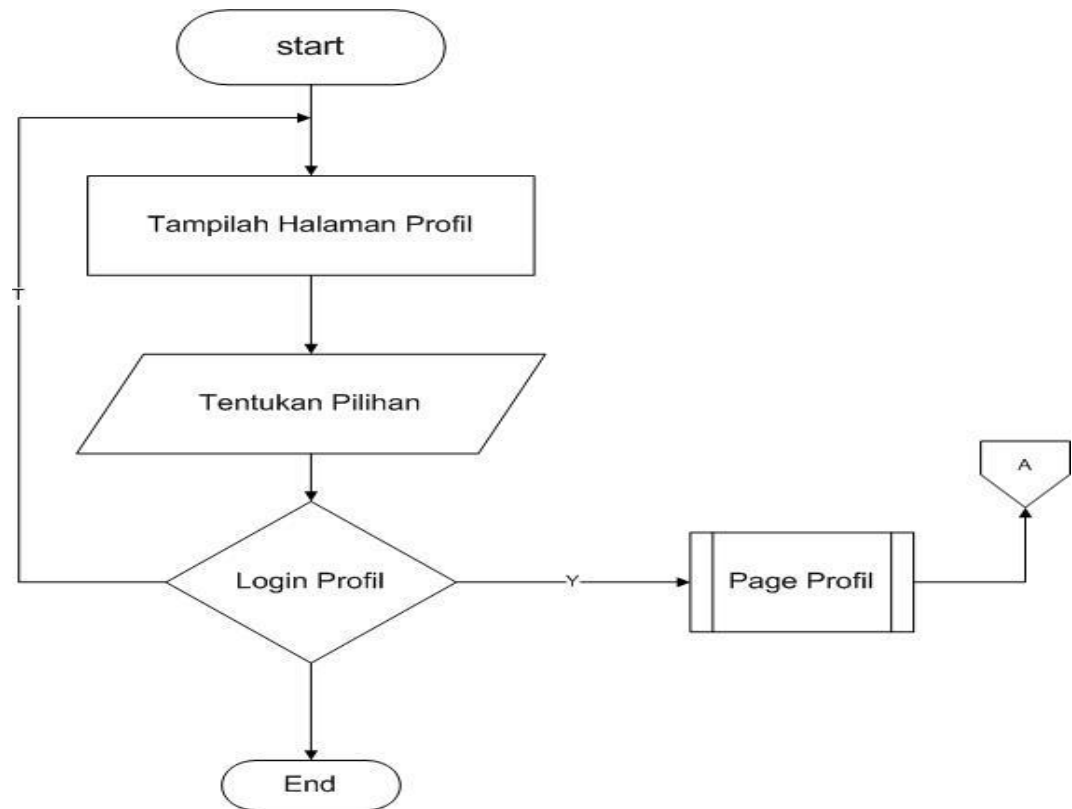 start
Tampilah Halaman Profil
T
Tentukan Pilihan
A
Login Profil
Y
Page Profil
End